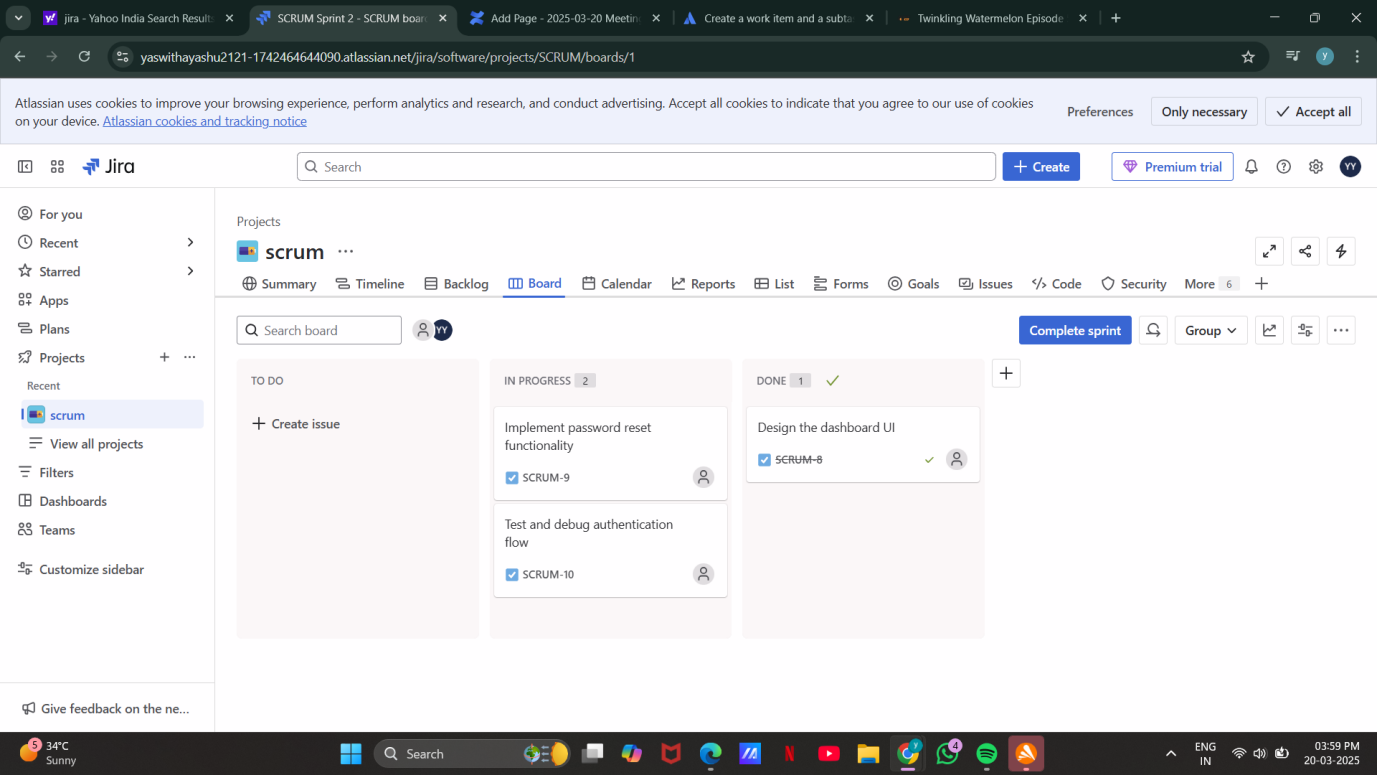 jira - Yahoo India Search Results
SCRUM Sprint 2 - SCRUM boar
Add Page - 2025-03-20 Meetin
Create a work item and a subta
Twinkling Watermelon Episode
yaswithayashu2121-1742464644090.atlassian.net/jira/software/projects/SCRUM/boards/1
y
Atlassian uses cookies to improve your browsing experience, perform analytics and research, and conduct advertising. Accept all cookies to indicate that you agree to our use of cookies
on your device. Atlassian cookies and tracking notice
Preferences
Only necessary
Accept all
Jira
Search
Create
Premium trial
YY
For you
Recent
Starred
Apps
Plans
Projects
Recent
scrum
View all projects
Filters
Dashboards
Teams
Customize sidebar
Give feedback on the ne...
Projects
scrum
Summary
Timeline
Backlog
Board
Calendar
Reports
List
Forms
Goals
Issues
Code
Security
More 6
Search board
YY
Complete sprint
Group
TO DO
Create issue
IN PROGRESS 2
Implement password reset
functionality
SCRUM-9
Test and debug authentication
flow
SCRUM-10
DONE 1
Design the dashboard UI
SCRUM-8
5
34°C
Sunny
Search
4
ENG
IN
03:59 PM
20-03-2025